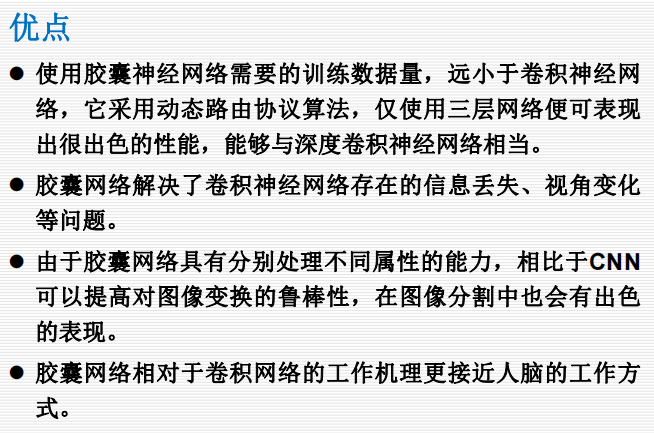 优点
● 使用胶囊神经网络需要的训练数据量，远小于卷积神经网
络，它采用动态路由协议算法，仅使用三层网络便可表现
出很出色的性能，能够与深度卷积神经网络相当。
● 胶囊网络解决了卷积神经网络存在的信息丢失、视角变化
等问题。
● 由于胶囊网络具有分别处理不同属性的能力，相比于CNN
可以提高对图像变换的鲁棒性，在图像分割中也会有出色
的表现。
● 胶囊网络相对于卷积网络的工作机理更接近人脑的工作方
式。